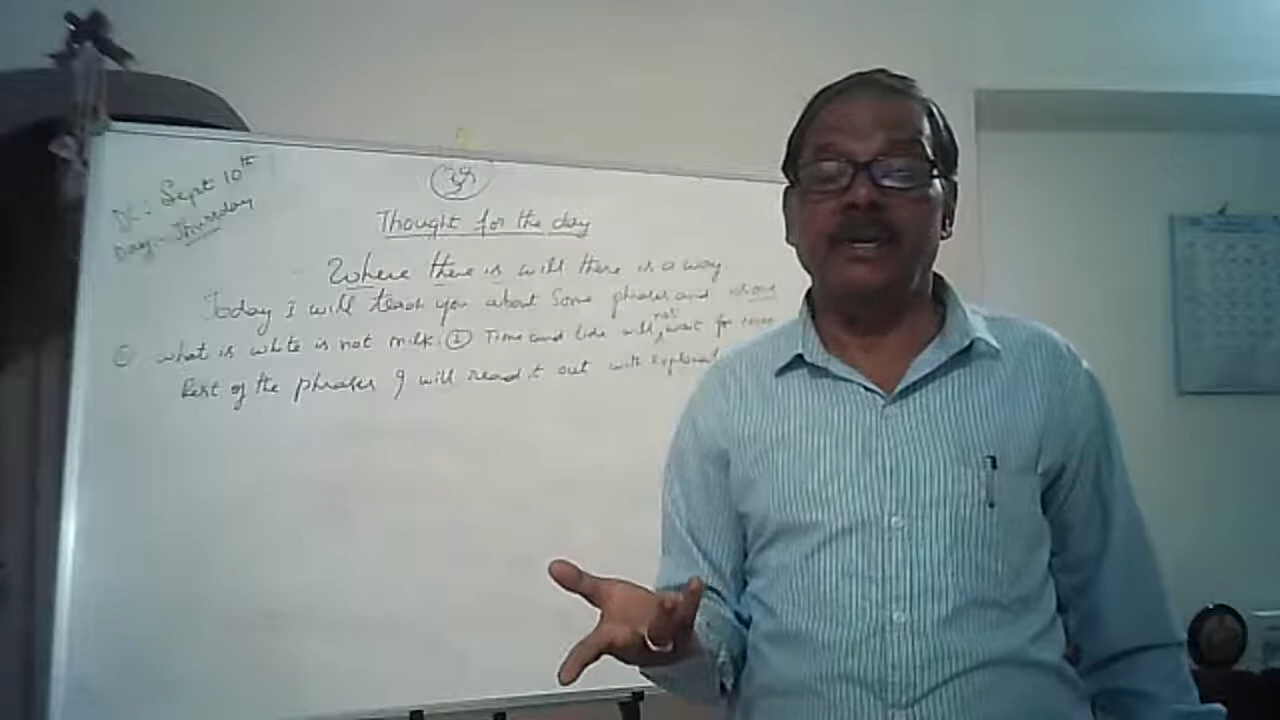 Dt: Sept 10th
Day - Thursday
Thought for the day
Where there is will there is a way
Today I will teach you about Some phrases and
what is white is not milk. ② Time and tide will not wait for
Rest of the phrases I will read it out with